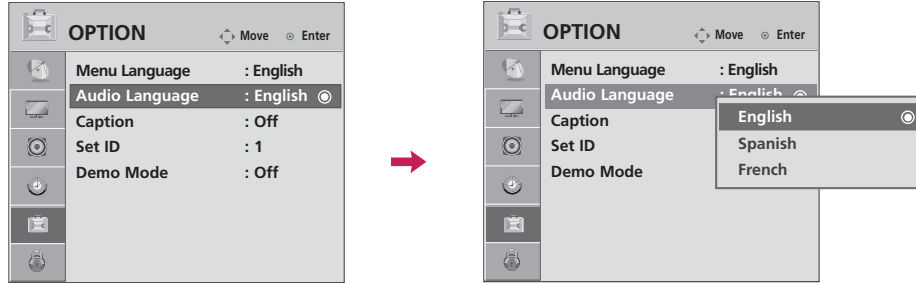 OPTION Move Enter
Menu Language : English
Audio Language : English
Caption : Off
Set ID : 1
Demo Mode : Off
OPTION Move Enter
Menu Language : English
Audio Language : English
Caption
Set ID
Demo Mode
English
Spanish
French